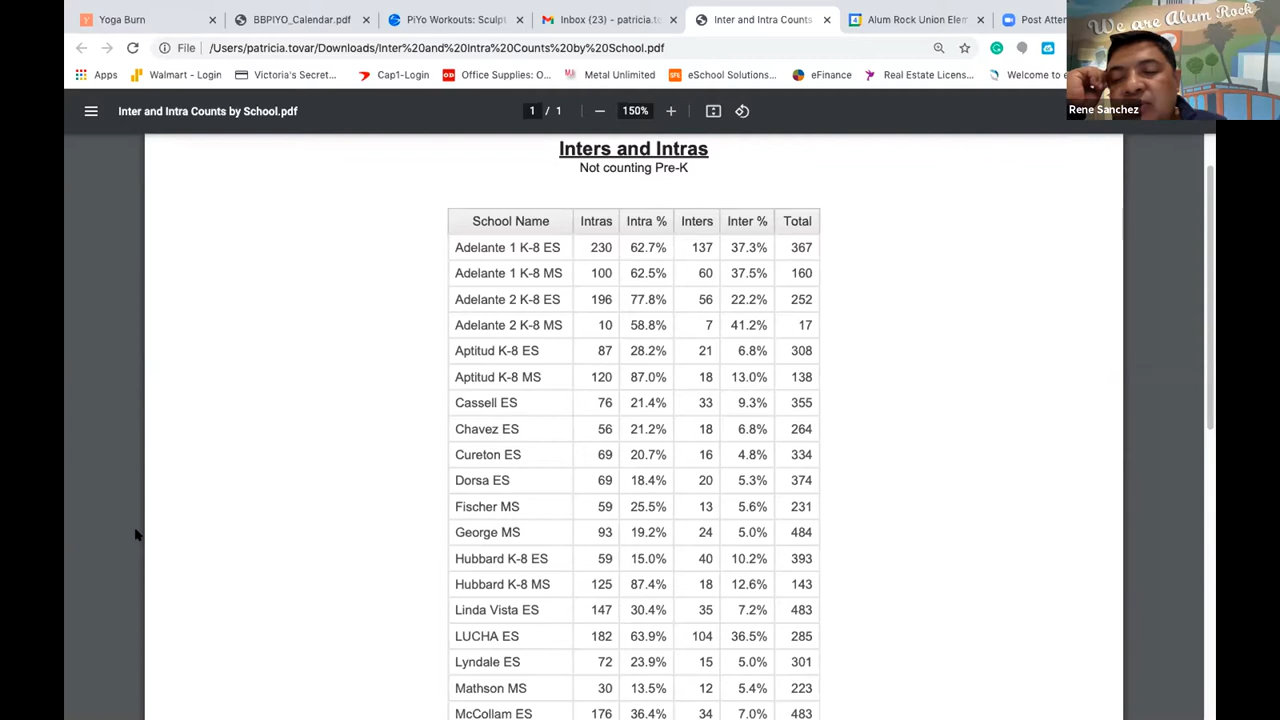 Yoga Burn
BBPIYO_Calendar.pdf
PiYo Workouts: Sculpt
Inbox (23) - patricia.to
Inter and Intra Counts
Alum Rock Union Elem
Post Atten
We are Alum Rock
File
/Users/patricia.tovar/Downloads/Inter%20and%20Intra%20Counts%20by%20School.pdf
Apps
Walmart - Login
Victoria's Secret...
Cap1-Login
OD
Office Supplies: O...
Metal Unlimited
SFE
eSchool Solutions...
eFinance
Real Estate Licens...
Welcome to e
Rene Sanchez
Inter and Intra Counts by School.pdf
1 / 1
150%
Inters and Intras
Not counting Pre-K
School Name Intras Intra % Inters Inter % Total
Adelante 1 K-8 ES 230 62.7% 137 37.3% 367
Adelante 1 K-8 MS 100 62.5% 60 37.5% 160
Adelante 2 K-8 ES 196 77.8% 56 22.2% 252
Adelante 2 K-8 MS 10 58.8% 7 41.2% 17
Aptitud K-8 ES 87 28.2% 21 6.8% 308
Aptitud K-8 MS 120 87.0% 18 13.0% 138
Cassell ES 76 21.4% 33 9.3% 355
Chavez ES 56 21.2% 18 6.8% 264
Cureton ES 69 20.7% 16 4.8% 334
Dorsa ES 69 18.4% 20 5.3% 374
Fischer MS 59 25.5% 13 5.6% 231
George MS 93 19.2% 24 5.0% 484
Hubbard K-8 ES 59 15.0% 40 10.2% 393
Hubbard K-8 MS 125 87.4% 18 12.6% 143
Linda Vista ES 147 30.4% 35 7.2% 483
LUCHA ES 182 63.9% 104 36.5% 285
Lyndale ES 72 23.9% 15 5.0% 301
Mathson MS 30 13.5% 12 5.4% 223
McCollam ES 176 36.4% 34 7.0% 483